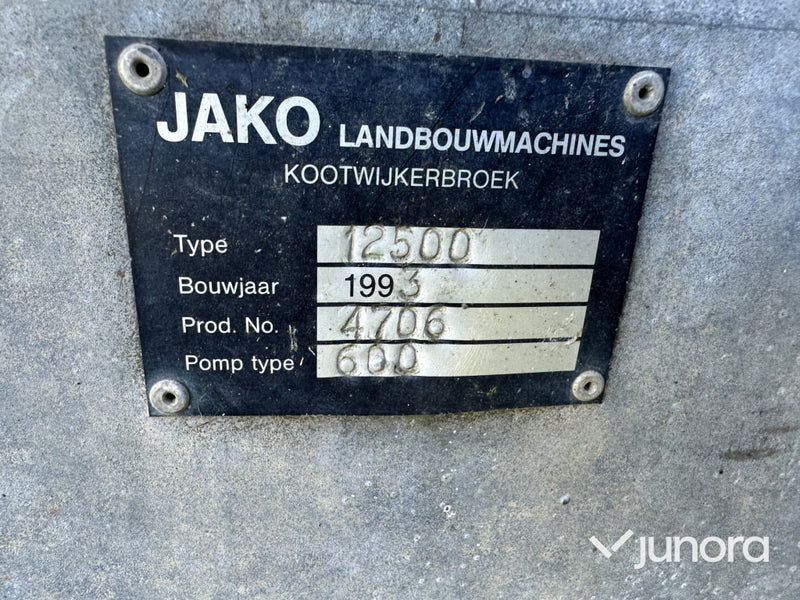 JAKO LANDBOUWMACHINES
KOOTWIJKERBROEK
Type 12500
Bouwjaar 1993
Prod. No. 4706
Pomp type 600
junora